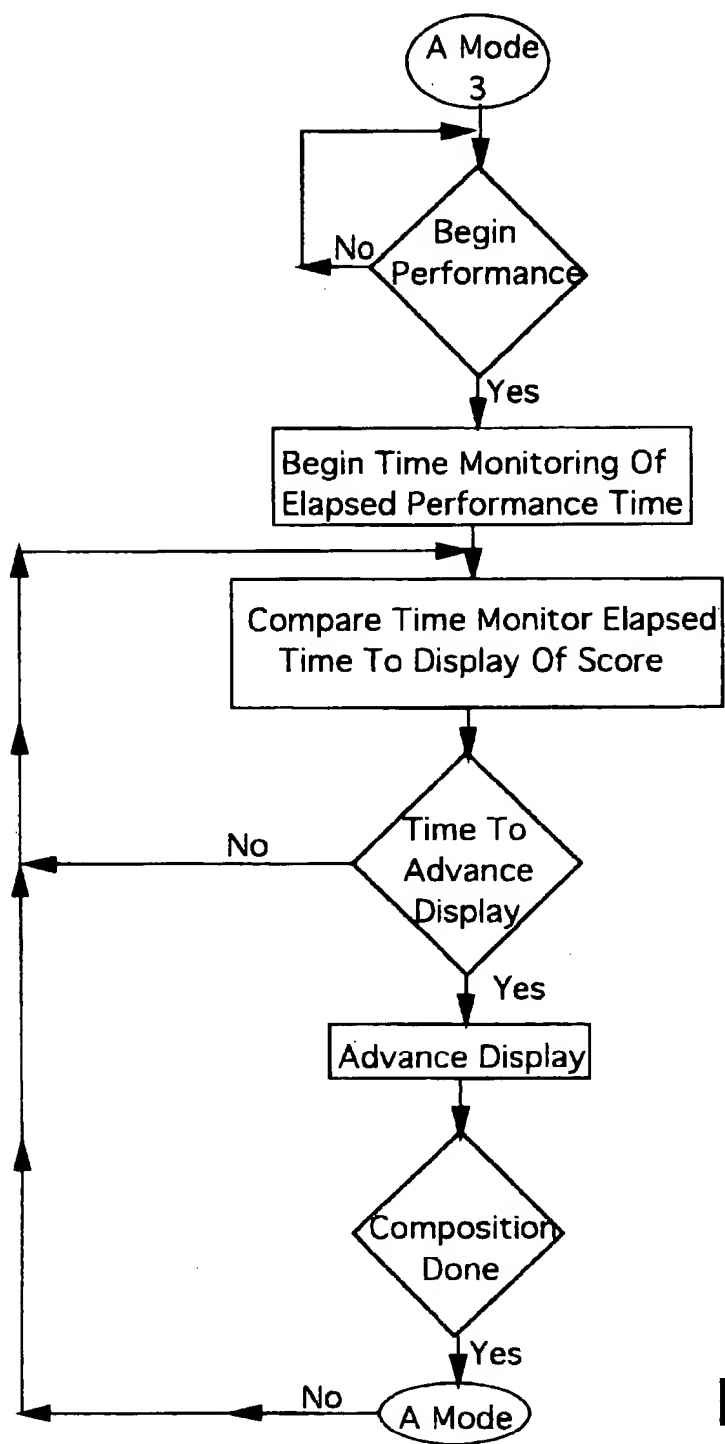 A Mode
3
No
Begin
Performance
Yes
Begin Time Monitoring Of
Elapsed Performance Time
Compare Time Monitor Elapsed
Time To Display Of Score
No
Time To
Advance
Display
Yes
Advance Display
Composition
Done
Yes
No
A Mode